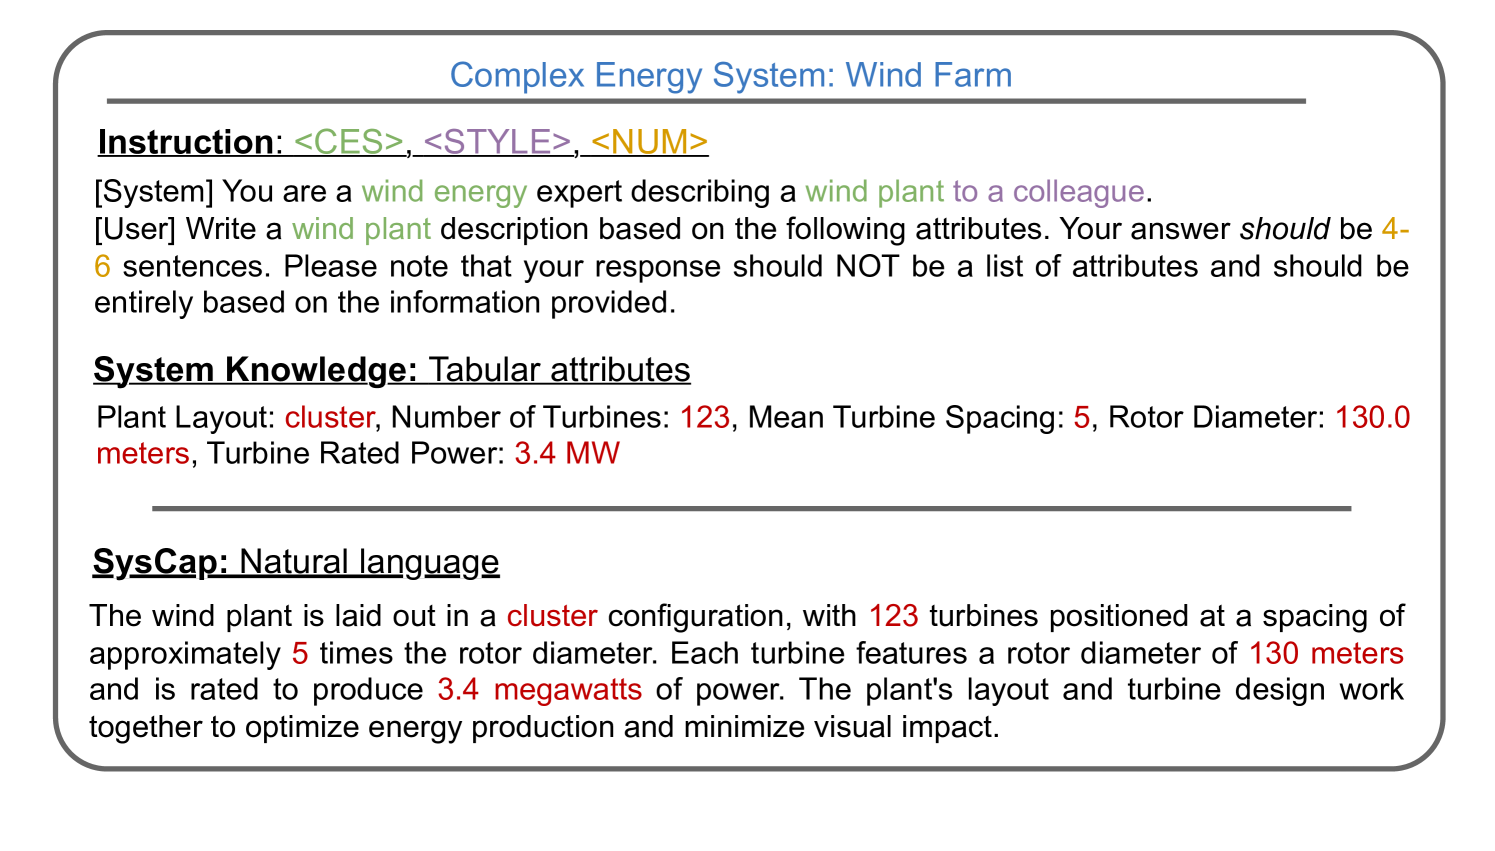 Complex Energy System: Wind Farm
Instruction: <CES>, <STYLE>, <NUM>
[System] You are a wind energy expert describing a wind plant to a colleague.
[User] Write a wind plant description based on the following attributes. Your answer should be 4-
6 sentences. Please note that your response should NOT be a list of attributes and should be
entirely based on the information provided.
System Knowledge: Tabular attributes
Plant Layout: cluster, Number of Turbines: 123, Mean Turbine Spacing: 5, Rotor Diameter: 130.0
meters, Turbine Rated Power: 3.4 MW
SysCap: Natural language
The wind plant is laid out in a cluster configuration, with 123 turbines positioned at a spacing of
approximately 5 times the rotor diameter. Each turbine features a rotor diameter of 130 meters
and is rated to produce 3.4 megawatts of power. The plant's layout and turbine design work
together to optimize energy production and minimize visual impact.